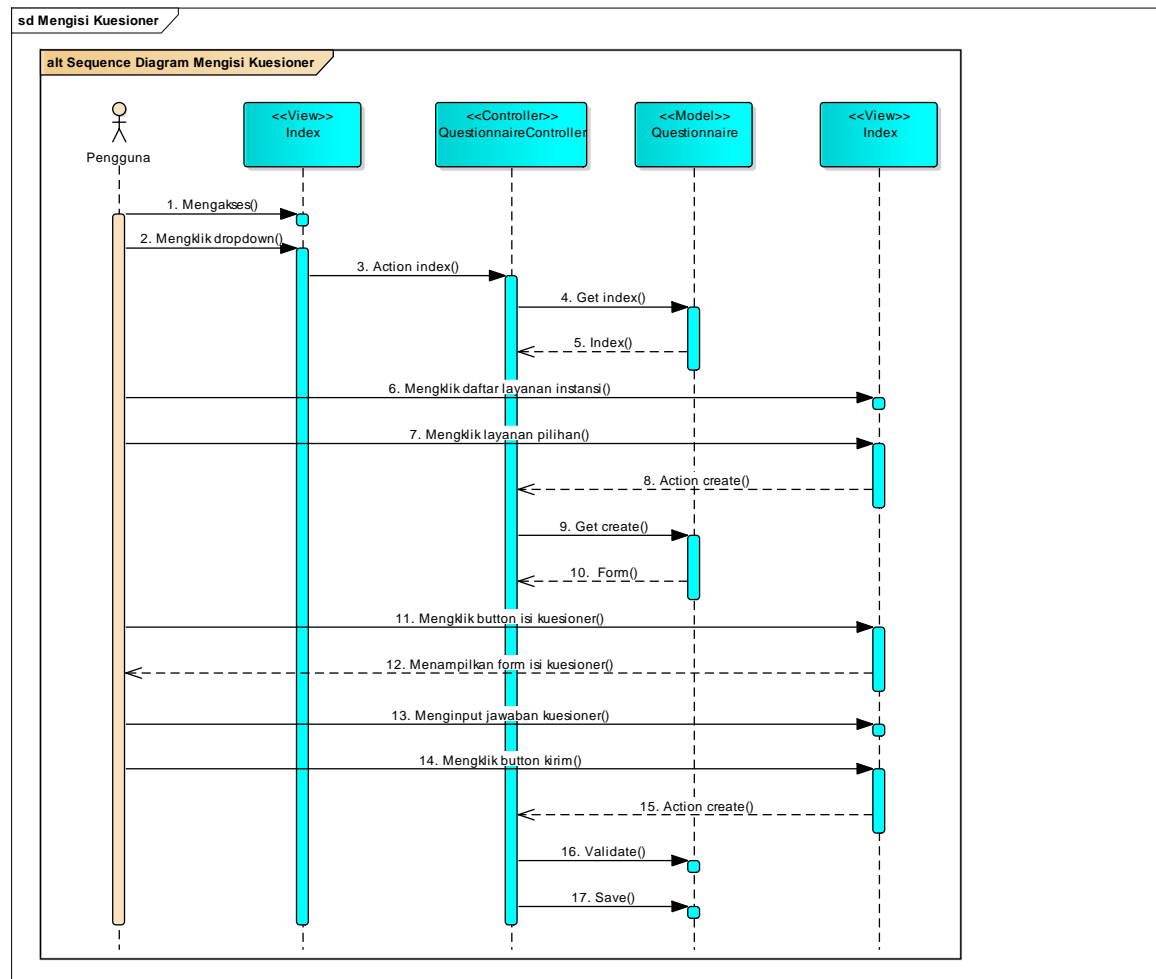 sd Mengisi Kuesioner
alt Sequence Diagram Mengisi Kuesioner
Pengguna
<<View>>
Index
<<Controller>>
QuestionnaireController
<<Model>>
Questionnaire
<<View>>
Index
1. Mengakses()
2. Mengklik dropdown()
3. Action index()
4. Get index()
5. Index()
6. Mengklik daftar layanan instansi()
7. Mengklik layanan pilihan()
8. Action create()
9. Get create()
10. Form()
11. Mengklik button isi kuesioner()
12. Menampilkan form isi kuesioner()
13. Menginput jawaban kuesioner()
14. Mengklik button kirim()
15. Action create()
16. Validate()
17. Save()